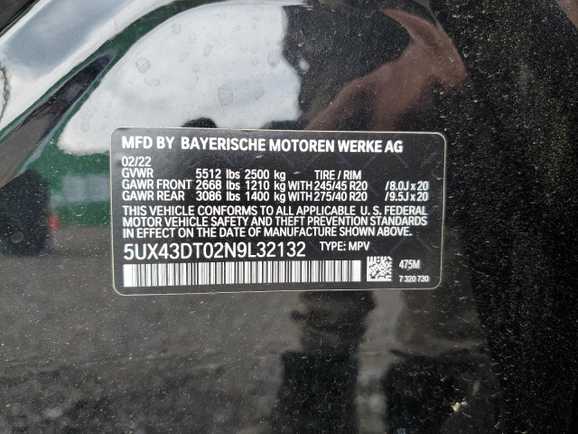 MFD BY BAYERISCHE MOTOREN WERKE AG
02/22
GVWR 5512 lbs 2500 kg TIRE / RIM
GAWR FRONT 2668 lbs 1210 kg WITH 245/45 R20 /8.0J x 20
GAWR REAR 3086 lbs 1400 kg WITH 275/40 R20 /9.5J x 20
THIS VEHICLE CONFORMS TO ALL APPLICABLE U. S. FEDERAL
MOTOR VEHICLE SAFETY AND THEFT PREVENTION STANDARDS
IN EFFECT ON THE DATE OF MANUFACTURE SHOWN ABOVE.
5UX43DT02N9L32132 TYPE: MPV
475M
7 320 730